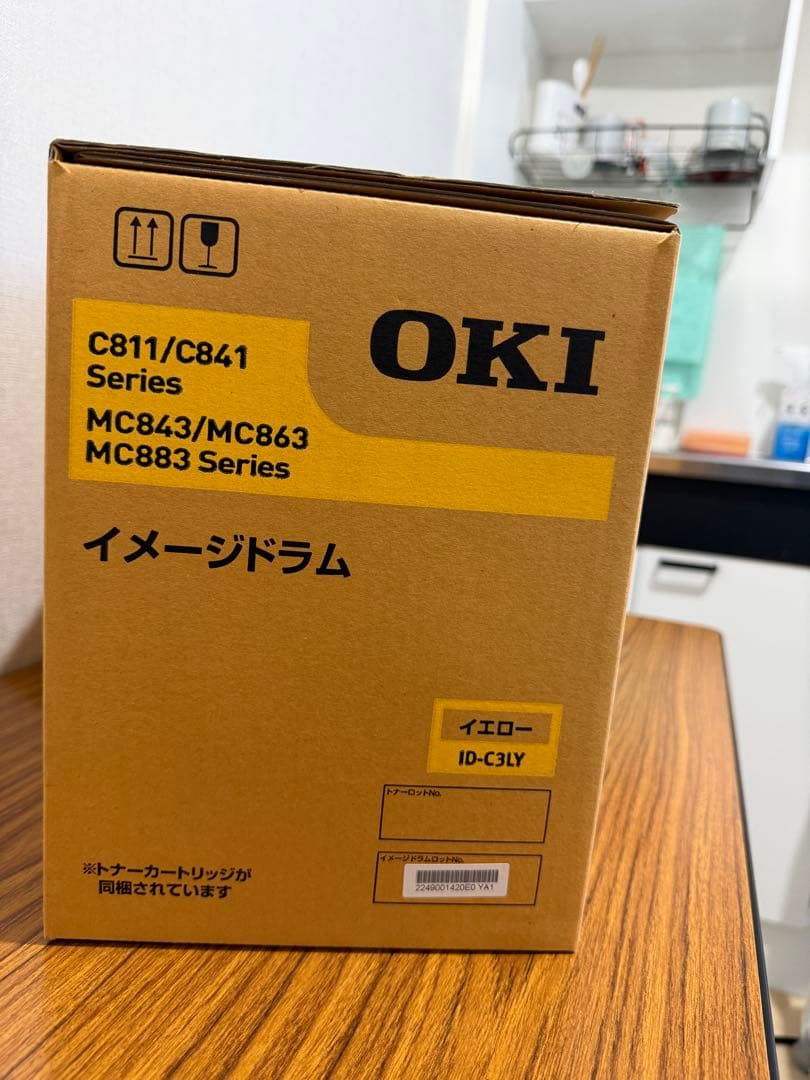 OKI
C811/C841
Series
MC843/MC863
MC883 Series
イメージドラム
イエロー
ID-C3LY
トナーロットNo.
イメージドラムロットNo.
2249001420E0 YA1
※トナーカートリッジが
同梱されています